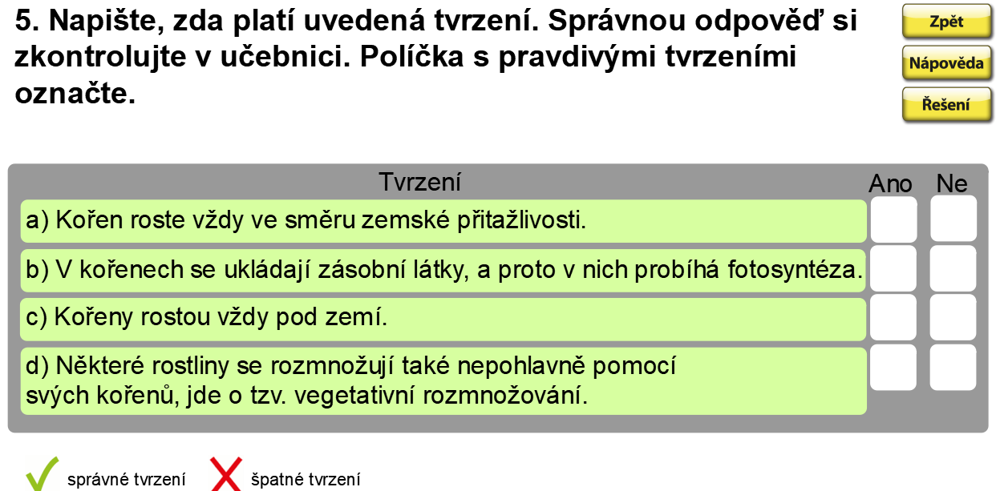 5. Napište, zda platí uvedená tvrzení. Správnou odpověď si
zkontrolujte v učebnici. Políčka s pravdivými tvrzeními
označte.
Zpět
Nápověda
Řešení
Tvrzení Ano Ne
a) Kořen roste vždy ve směru zemské přitažlivosti.
b) V kořenech se ukládají zásobní látky, a proto v nich probíhá fotosyntéza.
c) Kořeny rostou vždy pod zemí.
d) Některé rostliny se rozmnožují také nepohlavně pomocí
svých kořenů, jde o tzv. vegetativní rozmnožování.
správné tvrzení špatné tvrzení